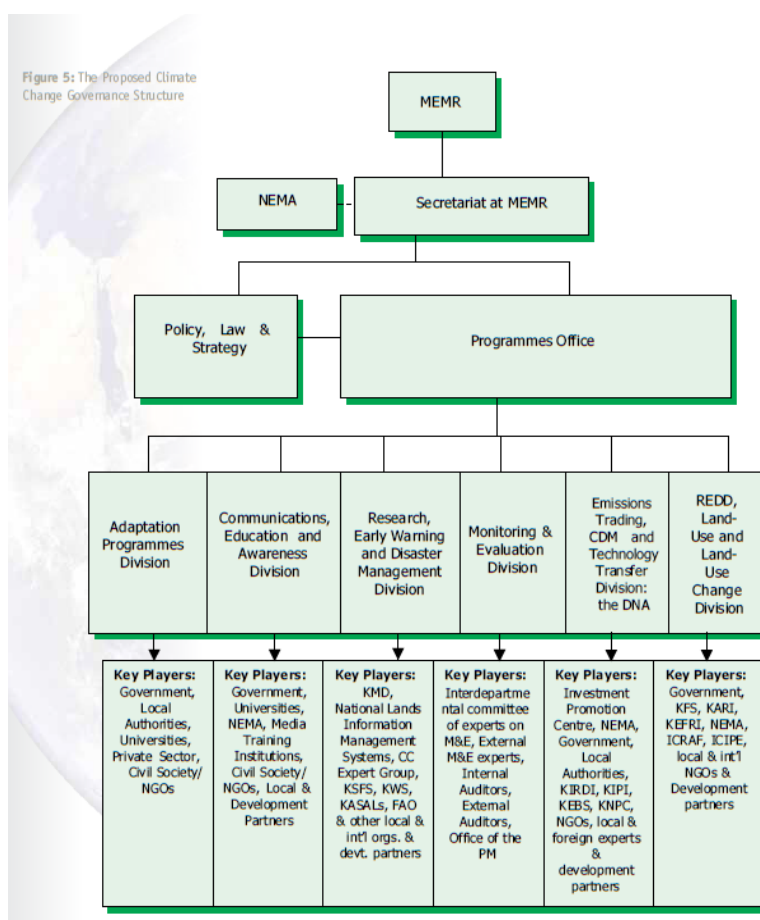 Figure 5: The Proposed Climate
Change Governance Structure
MEMR
NEMA
Secretariat at MEMR
Policy, Law &
Strategy
Programmes Office
Adaptation
Programmes
Division
Communications,
Education and
Awareness
Division
Research,
Early Warning
and Disaster
Management
Division
Monitoring &
Evaluation
Division
Emissions
Trading,
CDM and
Technology
Transfer
Division:
the DNA
REDD,
Land-
Use and
Land-
Use
Change
Division
Key Players:
Government,
Local
Authorities,
Universities,
Private Sector,
Civil Society/
NGOs
Key Players:
Government,
Universities,
NEMA, Media
Training
Institutions,
Civil Society/
NGOs, Local &
Development
Partners
Key Players:
KMD,
National Lands
Information
Management
Systems, CC
Expert Group,
KSFS, KWS,
KASALs, FAO
& other local &
int'l orgs. &
devt. partners
Key Players:
Interdepartme
ntal committee
of experts on
M&E, External
M&E experts,
Internal
Auditors,
External
Auditors,
Office of the
PM
Key Players:
Investment
Promotion
Centre, NEMA,
Government,
Local
Authorities,
KIRDI, KIPI,
KEBS, KNPC,
NGOs, local &
foreign experts
&
development
partners
Key Players:
Government,
KFS, KARI,
KEFRI, NEMA,
ICRAF, ICIPE,
local & int'l
NGOs &
Development
partners